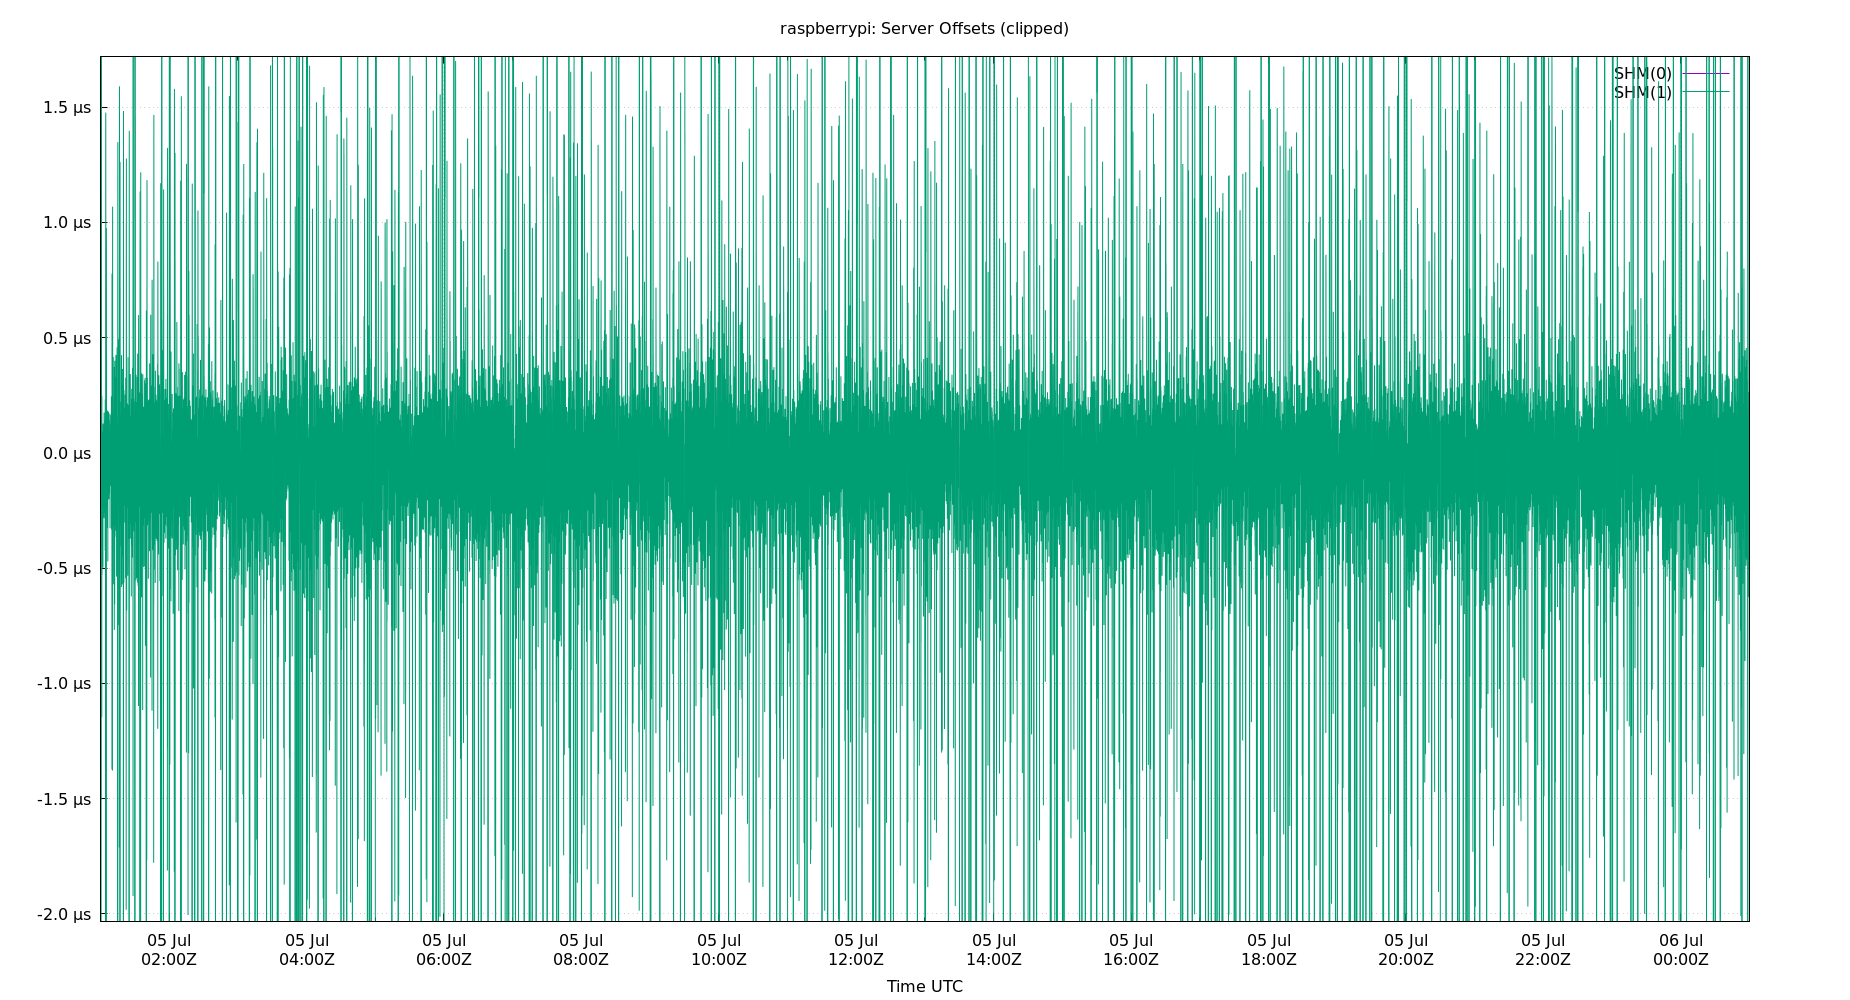 raspberrypi: Server Offsets (clipped)
SHM(0)
SHM(1)
1.5 µs
1.0 µs
0.5 µs
0.0 µs
-0.5 µs
-1.0 µs
-1.5 µs
-2.0 µs
05 Jul 05 Jul 05 Jul 05 Jul 05 Jul 05 Jul 05 Jul 05 Jul 05 Jul 05 Jul 05 Jul 06 Jul
02:00Z 04:00Z 06:00Z 08:00Z 10:00Z 12:00Z 14:00Z 16:00Z 18:00Z 20:00Z 22:00Z 00:00Z
Time UTC